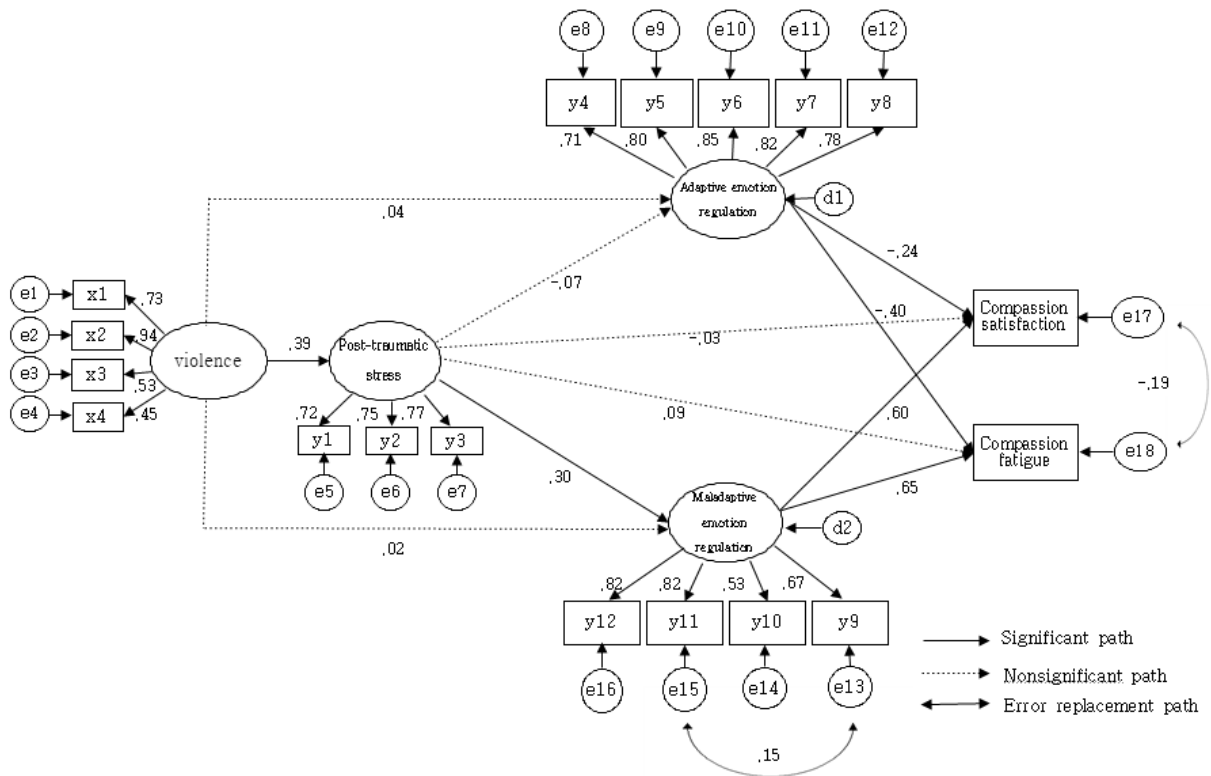 e8 e9 e10 e11 e12
y4 y5 y6 y7 y8
.71 .80 .85 .82 .78
Adaptive emotion
regulation
d1
.04
-.07
-.24
-.40
-.03
.09
.60
.65
.30
.02
.39
e1 x1 .73
e2 x2 .94
e3 x3 .53
e4 x4 .45
violence
Post-traumatic
stress
.72 .75 .77
y1 y2 y3
e5 e6 e7
Compassion
satisfaction
e17
-.19
Compassion
fatigue
e18
Maladaptive
emotion
regulation
d2
.82 .82 .53 .67
y12 y11 y10 y9
e16 e15 e14 e13
.15
Significant path
Nonsignificant path
Error replacement path